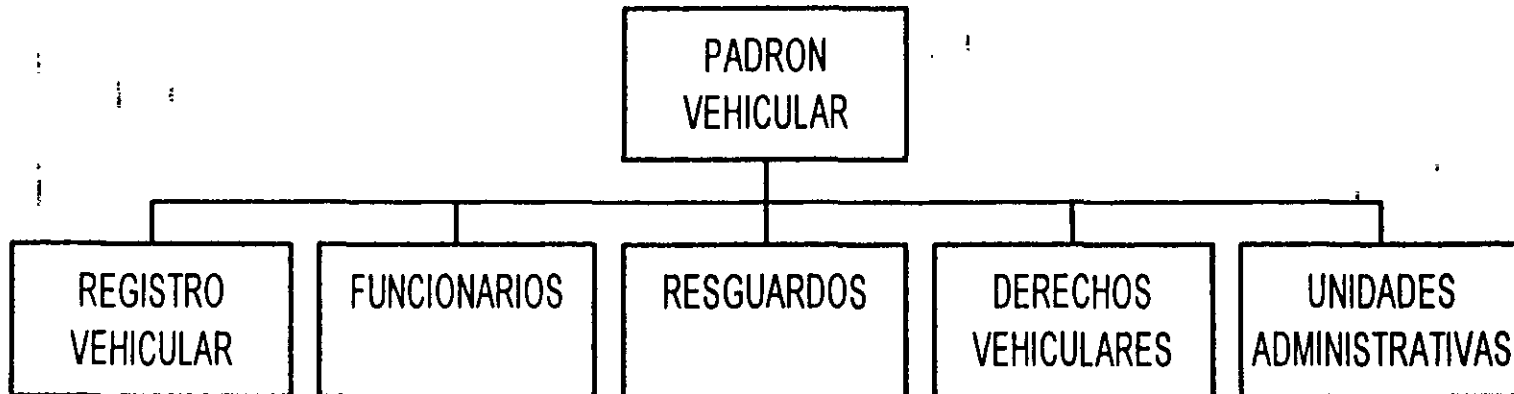 PADRON
VEHICULAR
REGISTRO
VEHICULAR
FUNCIONARIOS
RESGUARDOS
DERECHOS
VEHICULARES
UNIDADES
ADMINISTRATIVAS